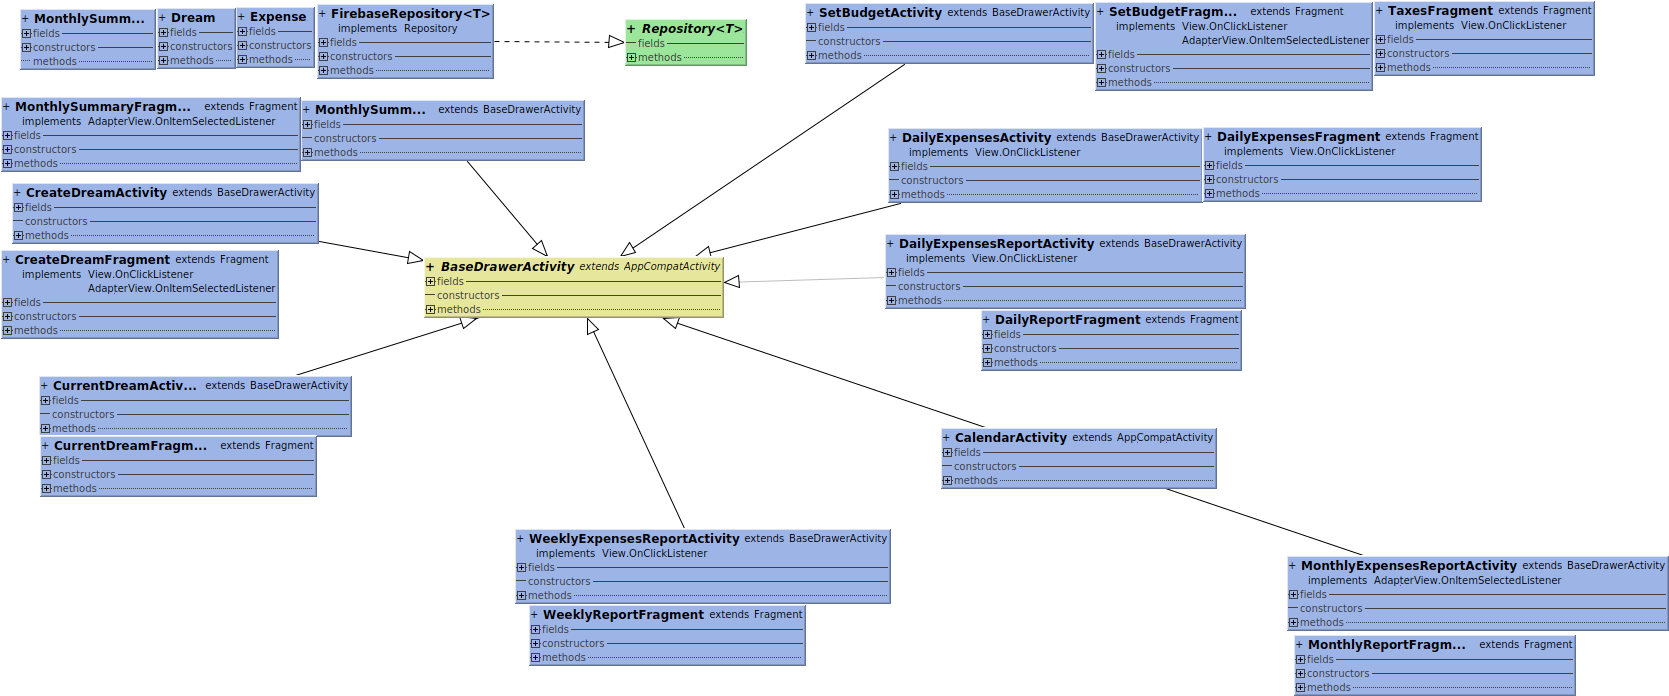 + MonthlySumm...
fields
constructors
methods
+ Dream
fields
constructors
methods
+ Expense
fields
constructors
methods
+ FirebaseRepository<T>
implements Repository
fields
constructors
methods
+ Repository<T>
fields
methods
+ SetBudgetActivity extends BaseDrawerActivity
fields
constructors
methods
+ SetBudgetFragm... extends Fragment
implements View.OnClickListener
AdapterView.OnItemSelectedListener
fields
constructors
methods
+ TaxesFragment extends Fragment
implements View.OnClickListener
fields
constructors
methods
+ MonthlySummaryFragm... extends Fragment
implements AdapterView.OnItemSelectedListener
fields
constructors
methods
+ MonthlySumm... extends BaseDrawerActivity
fields
constructors
methods
+ DailyExpensesActivity extends BaseDrawerActivity
implements View.OnClickListener
fields
constructors
methods
+ DailyExpensesFragment extends Fragment
implements View.OnClickListener
fields
constructors
methods
+ CreateDreamActivity extends BaseDrawerActivity
fields
constructors
methods
+ CreateDreamFragment extends Fragment
implements View.OnClickListener
AdapterView.OnItemSelectedListener
fields
constructors
methods
+ BaseDrawerActivity extends AppCompatActivity
fields
constructors
methods
+ DailyExpensesReportActivity extends BaseDrawerActivity
implements View.OnClickListener
fields
constructors
methods
+ DailyReportFragment extends Fragment
fields
constructors
methods
+ CurrentDreamActiv... extends BaseDrawerActivity
fields
constructors
methods
+ CurrentDreamFragm... extends Fragment
fields
constructors
methods
+ CalendarActivity extends AppCompatActivity
fields
constructors
methods
+ WeeklyExpensesReportActivity extends BaseDrawerActivity
implements View.OnClickListener
fields
constructors
methods
+ WeeklyReportFragment extends Fragment
fields
constructors
methods
+ MonthlyExpensesReportActivity extends BaseDrawerActivity
implements AdapterView.OnItemSelectedListener
fields
constructors
methods
+ MonthlyReportFragm... extends Fragment
fields
constructors
methods